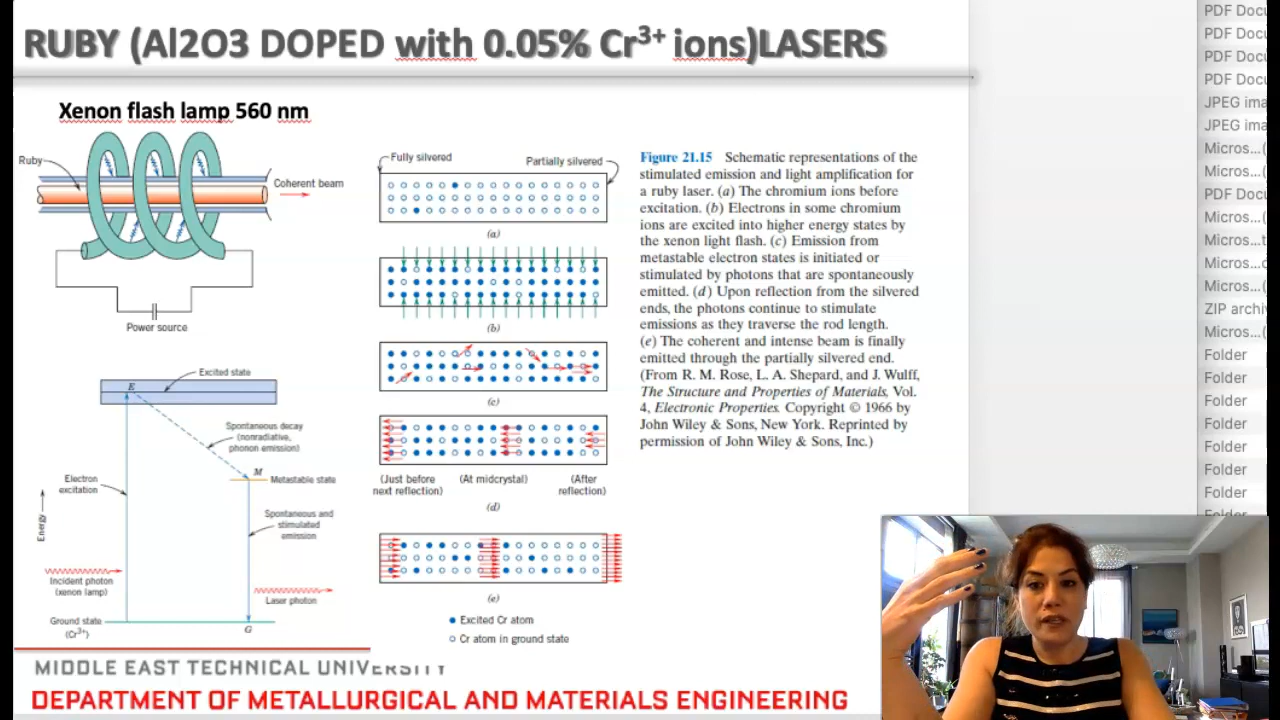 RUBY (Al2O3 DOPED with 0.05% Cr3+ ions)LASERS
Xenon flash lamp 560 nm
Ruby
Coherent beam
Power source
Excited state
E
Spontaneous decay
(nonradiative,
phonon emission)
M
Metastable state
Electron
excitation
Energy
Spontaneous and
stimulated
emission
Incident photon
(xenon lamp)
Laser photon
Ground state
(Cr3+)
G
Fully silvered
Partially silvered
(a)
(b)
(c)
(Just before
next reflection)
(At midcrystal)
(After
reflection)
(d)
(e)
Excited Cr atom
Cr atom in ground state
Figure 21.15 Schematic representations of the
stimulated emission and light amplification for
a ruby laser. (a) The chromium ions before
excitation. (b) Electrons in some chromium
ions are excited into higher energy states by
the xenon light flash. (c) Emission from
metastable electron states is initiated or
stimulated by photons that are spontaneously
emitted. (d) Upon reflection from the silvered
ends, the photons continue to stimulate
emissions as they traverse the rod length.
(e) The coherent and intense beam is finally
emitted through the partially silvered end.
(From R. M. Rose, L. A. Shepard, and J. Wulff,
The Structure and Properties of Materials, Vol.
4, Electronic Properties. Copyright © 1966 by
John Wiley & Sons, New York. Reprinted by
permission of John Wiley & Sons, Inc.)
MIDDLE EAST TECHNICAL UNIVERSITY
DEPARTMENT OF METALLURGICAL AND MATERIALS ENGINEERING
PDF Docu
PDF Docu
PDF Docu
PDF Docu
JPEG ima
JPEG ima
Micros...(
Micros...(
PDF Docu
Micros...(
Micros...t
Micros...c
Micros...(
ZIP archi
Micros...(
Folder
Folder
Folder
Folder
Folder
Folder
Folder